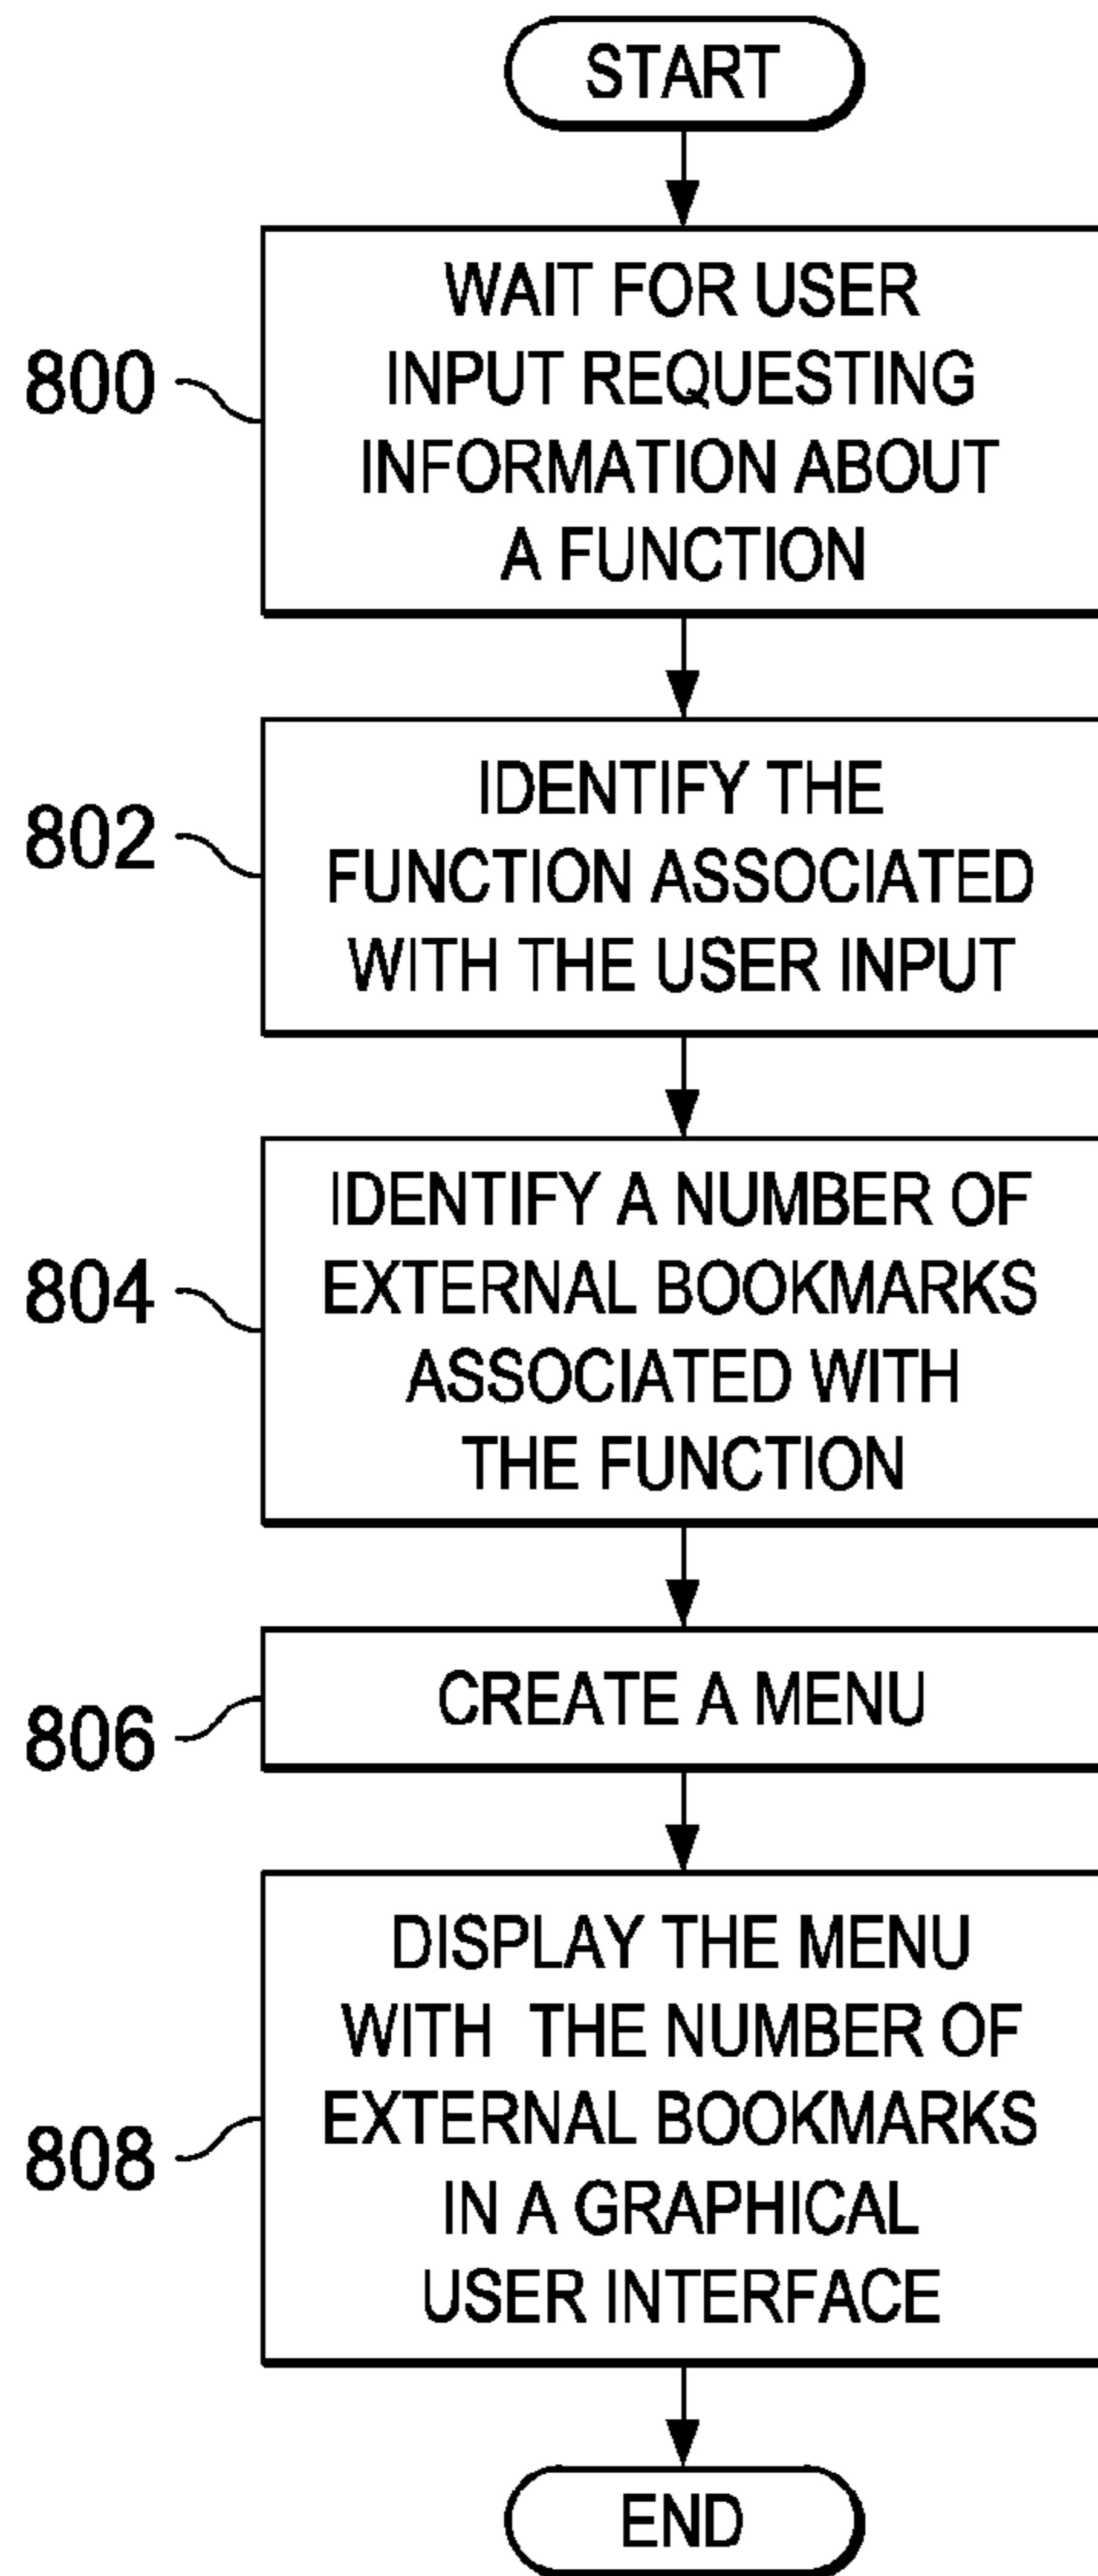 START
800
WAIT FOR USER
INPUT REQUESTING
INFORMATION ABOUT
A FUNCTION
802
IDENTIFY THE
FUNCTION ASSOCIATED
WITH THE USER INPUT
804
IDENTIFY A NUMBER OF
EXTERNAL BOOKMARKS
ASSOCIATED WITH
THE FUNCTION
806
CREATE A MENU
808
DISPLAY THE MENU
WITH THE NUMBER OF
EXTERNAL BOOKMARKS
IN A GRAPHICAL
USER INTERFACE
END